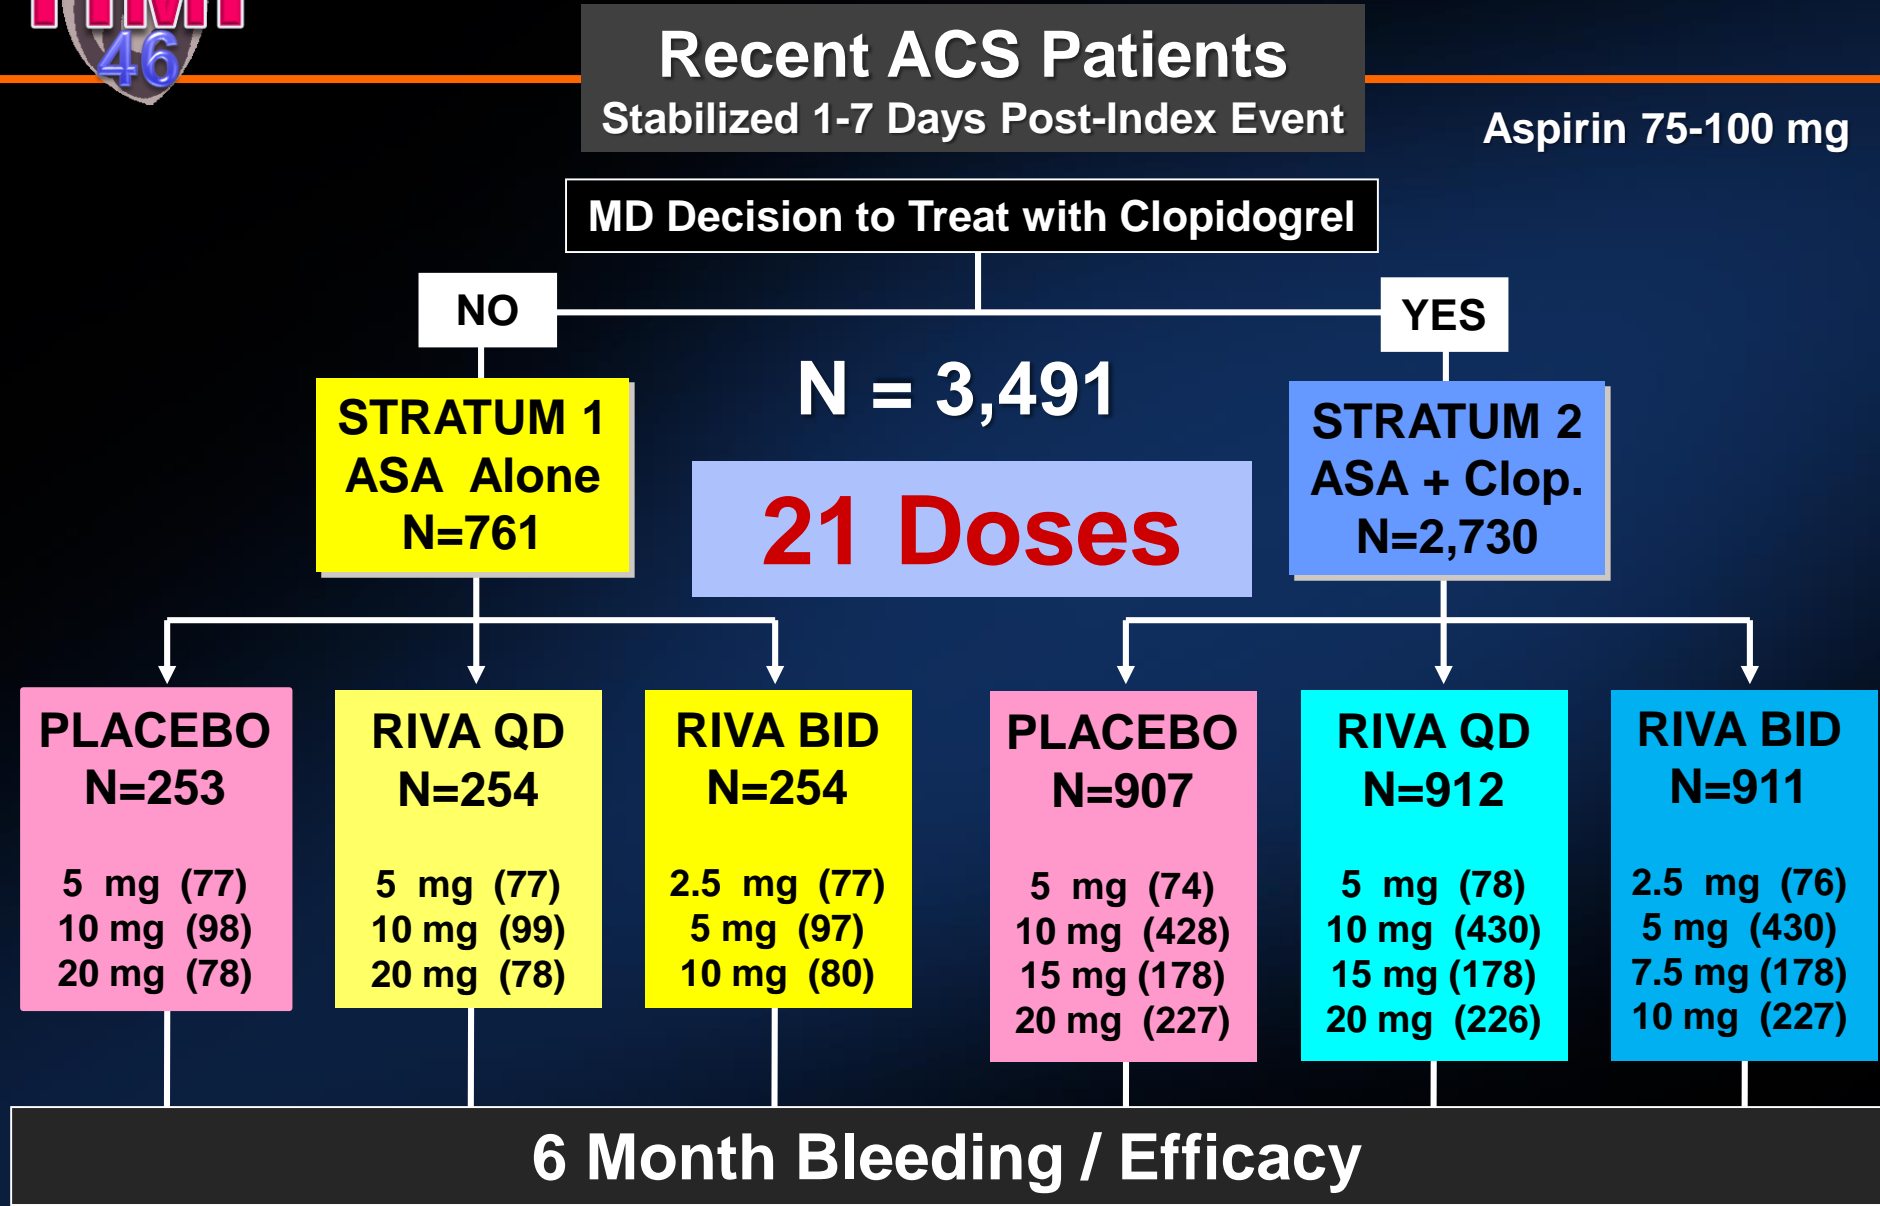 46
Recent ACS Patients
Stabilized 1-7 Days Post-Index Event
Aspirin 75-100 mg
MD Decision to Treat with Clopidogrel
NO
YES
N = 3,491
STRATUM 1
ASA Alone
N=761
21 Doses
STRATUM 2
ASA + Clop.
N=2,730
PLACEBO
N=253
5 mg (77)
10 mg (98)
20 mg (78)
RIVA QD
N=254
5 mg (77)
10 mg (99)
20 mg (78)
RIVA BID
N=254
2.5 mg (77)
5 mg (97)
10 mg (80)
PLACEBO
N=907
5 mg (74)
10 mg (428)
15 mg (178)
20 mg (227)
RIVA QD
N=912
5 mg (78)
10 mg (430)
15 mg (178)
20 mg (226)
RIVA BID
N=911
2.5 mg (76)
5 mg (430)
7.5 mg (178)
10 mg (227)
6 Month Bleeding / Efficacy